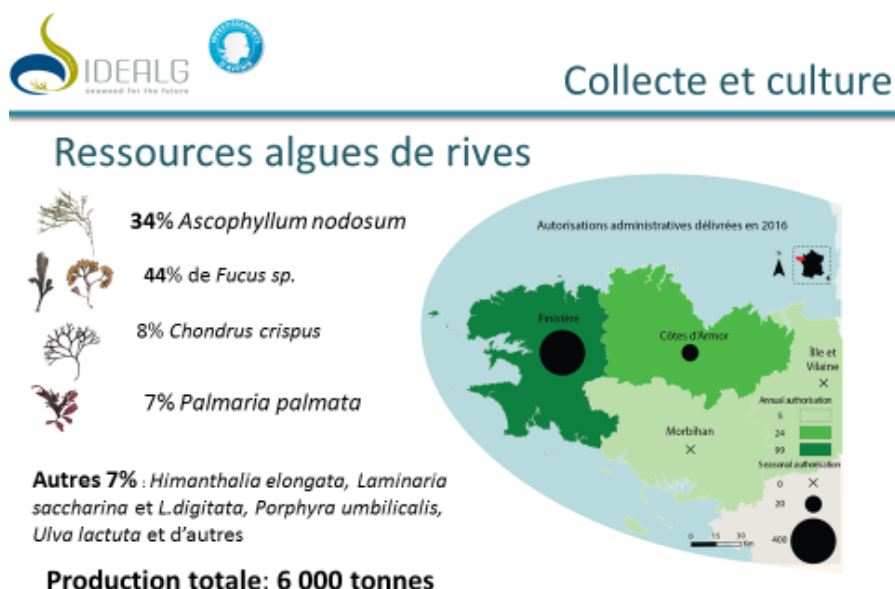 IDEALG
seaweed for the future
INVESTISSEMENTS
D'AVENIR
Collecte et culture
Ressources algues de rives
34% Ascophyllum nodosum
44% de Fucus sp.
8% Chondrus crispus
7% Palmaria palmata
Autres 7% : Himanthalia elongata, Laminaria
saccharina et L.digitata, Porphyra umbilicalis,
Ulva lactuta et d'autres
Production totale: 6 000 tonnes
Autorisations administratives délivrées en 2016
N
Finistère
Côtes d'Armor
Île et
Vilaine
Morbihan
Annual authorisation
5
24
99
Seasonal authorisation
0
20
400
0 15 30
Km